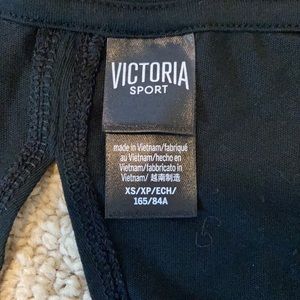 VICTORIA
SPORT
made in Vietnam/fabriqué
au Vietnam/hecho en
Vietnam/fabbricato in
Vietnam/ 越南制造
XS/XP/ECH/
165/84A